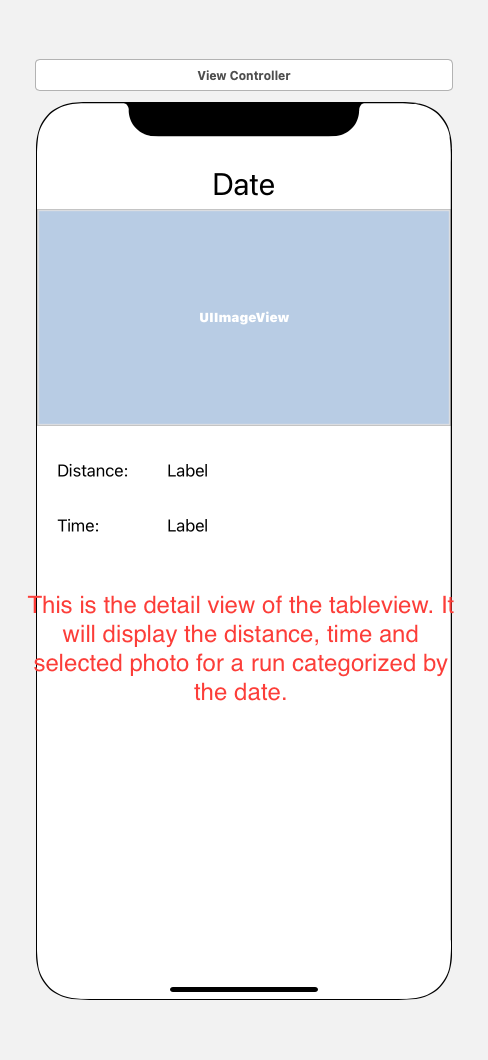 View Controller
Date
UIImageView
Distance: Label
Time: Label
This is the detail view of the tableview. It
will display the distance, time and
selected photo for a run categorized by
the date.